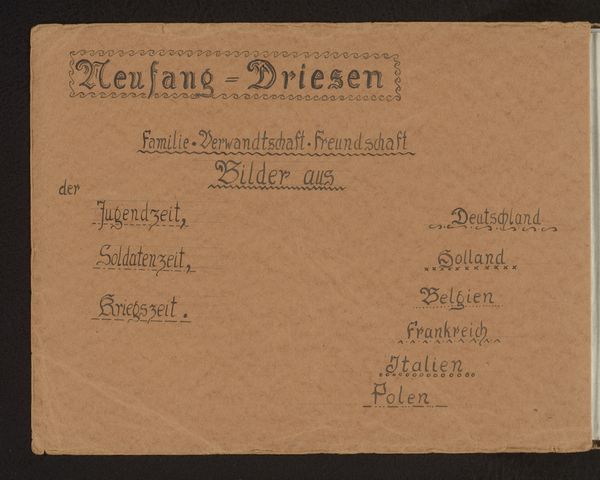 Neufang = Driesen
Familie • Verwandtschaft • Freundschaft
Bilder aus
der
Jugendzeit,
Soldatenzeit,
Kriegszeit.
Deutschland
Holland
Belgien
Frankreich
Italien
Polen